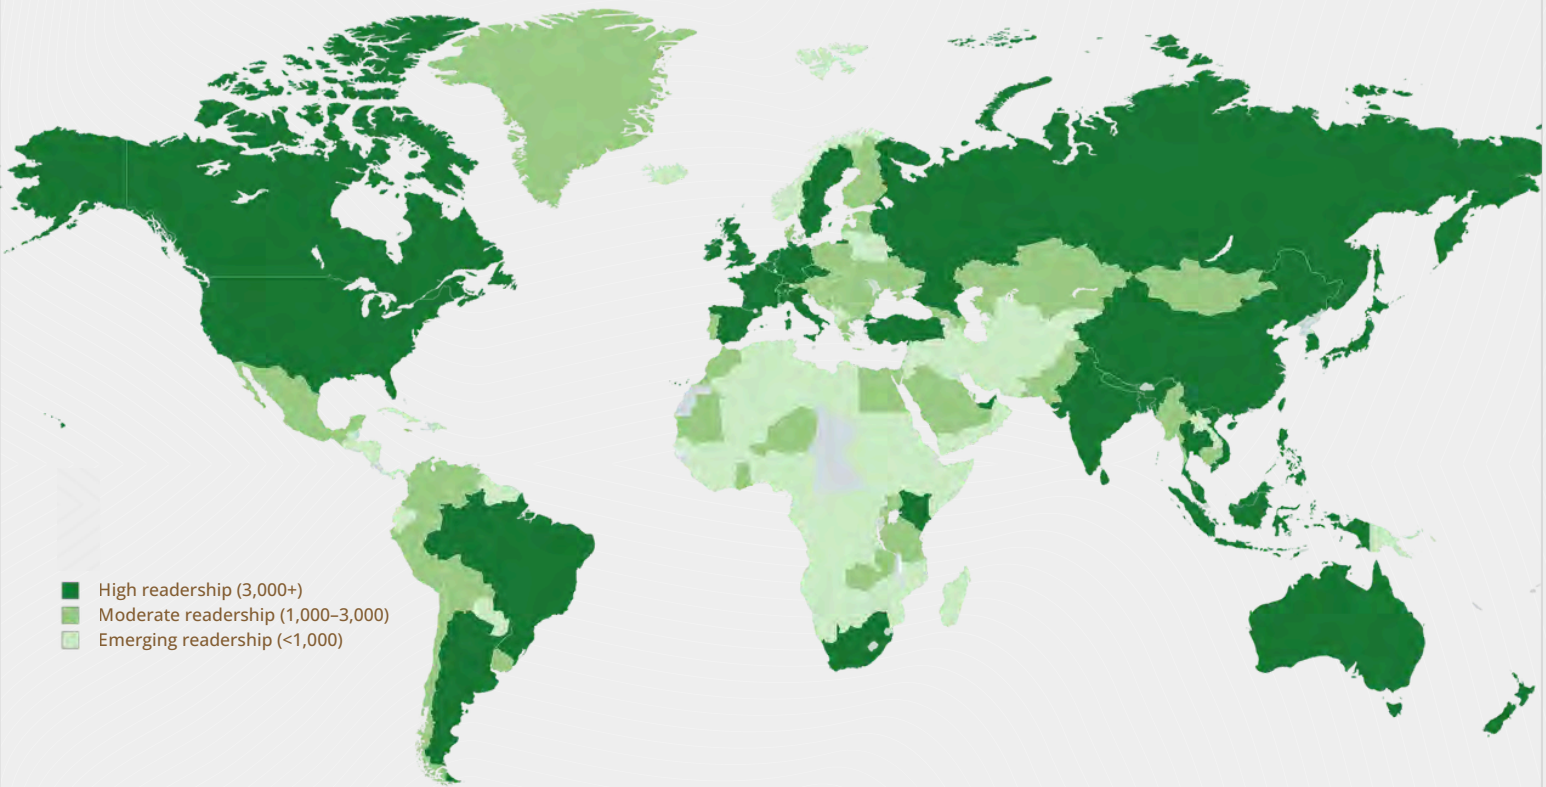 High readership (3,000+)
Moderate readership (1,000–3,000)
Emerging readership (<1,000)